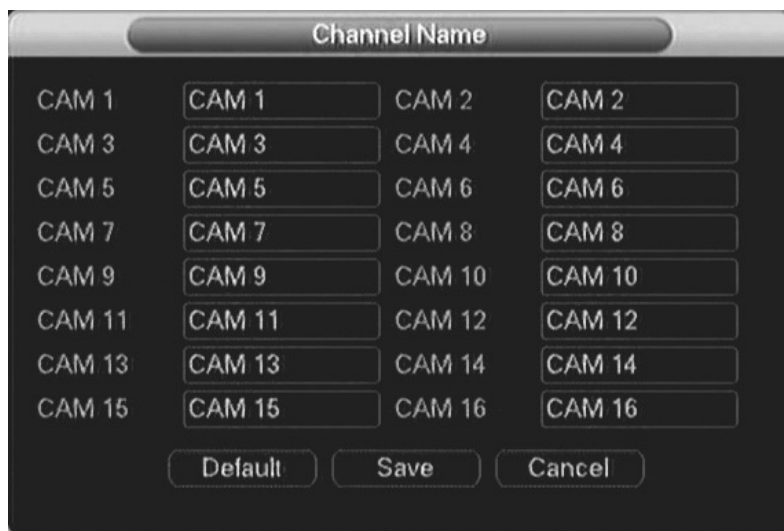 Channel Name
CAM 1 CAM 1 CAM 2 CAM 2
CAM 3 CAM 3 CAM 4 CAM 4
CAM 5 CAM 5 CAM 6 CAM 6
CAM 7 CAM 7 CAM 8 CAM 8
CAM 9 CAM 9 CAM 10 CAM 10
CAM 11 CAM 11 CAM 12 CAM 12
CAM 13 CAM 13 CAM 14 CAM 14
CAM 15 CAM 15 CAM 16 CAM 16
Default Save Cancel